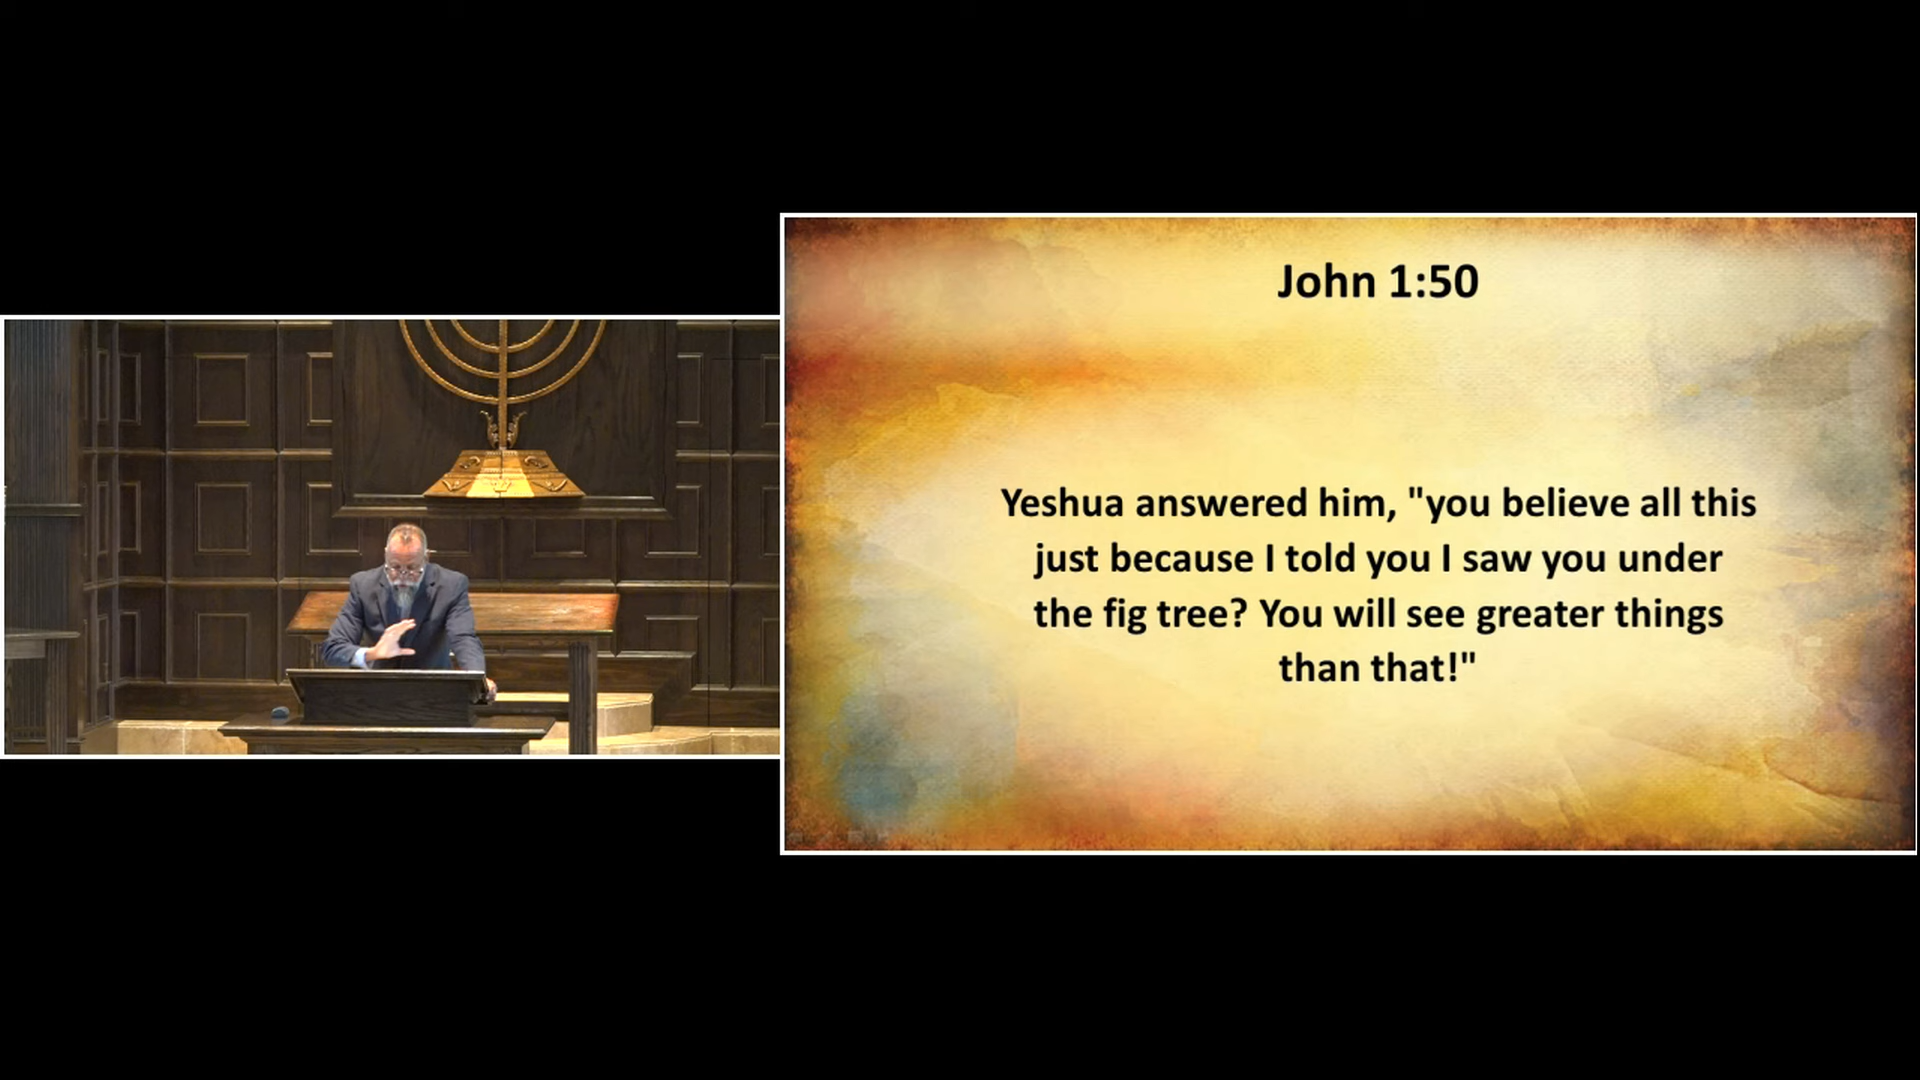 John 1:50
Yeshua answered him, "you believe all this
just because I told you I saw you under
the fig tree? You will see greater things
than that!"